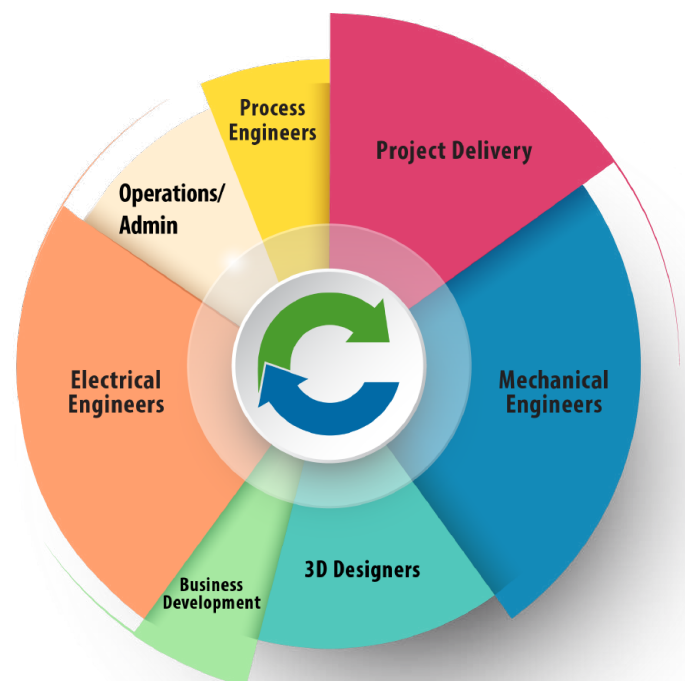 Process
Engineers
Project Delivery
Operations/
Admin
Electrical
Engineers
Mechanical
Engineers
3D Designers
Business
Development